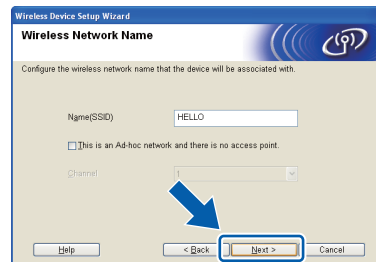 Wireless Device Setup Wizard
Wireless Network Name
Configure the wireless network name that the device will be associated with.
Name(SSID)
HELLO
This is an Ad-hoc network and there is no access point.
Channel
1
Help
< Back
Next >
Cancel